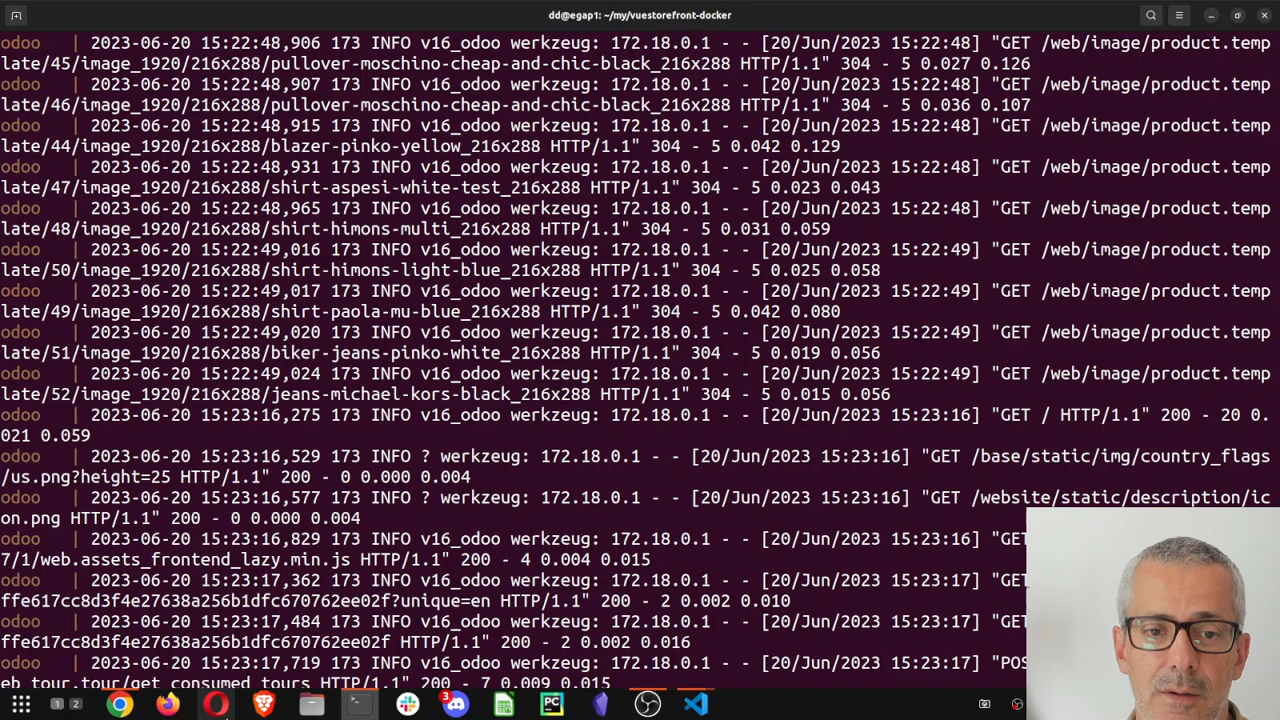 dd@egap1: ~/my/vuestorefront-docker
odoo | 2023-06-20 15:22:48,906 173 INFO v16_odoo werkzeug: 172.18.0.1 - - [20/Jun/2023 15:22:48] "GET /web/image/product.temp
late/45/image_1920/216x288/pullover-moschino-cheap-and-chic-black_216x288 HTTP/1.1" 304 - 5 0.027 0.126
odoo | 2023-06-20 15:22:48,907 173 INFO v16_odoo werkzeug: 172.18.0.1 - - [20/Jun/2023 15:22:48] "GET /web/image/product.temp
late/46/image_1920/216x288/pullover-moschino-cheap-and-chic-black_216x288 HTTP/1.1" 304 - 5 0.036 0.107
odoo | 2023-06-20 15:22:48,915 173 INFO v16_odoo werkzeug: 172.18.0.1 - - [20/Jun/2023 15:22:48] "GET /web/image/product.temp
late/44/image_1920/216x288/blazer-pinko-yellow_216x288 HTTP/1.1" 304 - 5 0.042 0.129
odoo | 2023-06-20 15:22:48,931 173 INFO v16_odoo werkzeug: 172.18.0.1 - - [20/Jun/2023 15:22:48] "GET /web/image/product.temp
late/47/image_1920/216x288/shirt-aspesi-white-test_216x288 HTTP/1.1" 304 - 5 0.023 0.043
odoo | 2023-06-20 15:22:48,965 173 INFO v16_odoo werkzeug: 172.18.0.1 - - [20/Jun/2023 15:22:48] "GET /web/image/product.temp
late/48/image_1920/216x288/shirt-himons-multi_216x288 HTTP/1.1" 304 - 5 0.031 0.059
odoo | 2023-06-20 15:22:49,016 173 INFO v16_odoo werkzeug: 172.18.0.1 - - [20/Jun/2023 15:22:49] "GET /web/image/product.temp
late/50/image_1920/216x288/shirt-himons-light-blue_216x288 HTTP/1.1" 304 - 5 0.025 0.058
odoo | 2023-06-20 15:22:49,017 173 INFO v16_odoo werkzeug: 172.18.0.1 - - [20/Jun/2023 15:22:49] "GET /web/image/product.temp
late/49/image_1920/216x288/shirt-paola-mu-blue_216x288 HTTP/1.1" 304 - 5 0.042 0.080
odoo | 2023-06-20 15:22:49,020 173 INFO v16_odoo werkzeug: 172.18.0.1 - - [20/Jun/2023 15:22:49] "GET /web/image/product.temp
late/51/image_1920/216x288/biker-jeans-pinko-white_216x288 HTTP/1.1" 304 - 5 0.019 0.056
odoo | 2023-06-20 15:22:49,024 173 INFO v16_odoo werkzeug: 172.18.0.1 - - [20/Jun/2023 15:22:49] "GET /web/image/product.temp
late/52/image_1920/216x288/jeans-michael-kors-black_216x288 HTTP/1.1" 304 - 5 0.015 0.056
odoo | 2023-06-20 15:23:16,275 173 INFO v16_odoo werkzeug: 172.18.0.1 - - [20/Jun/2023 15:23:16] "GET / HTTP/1.1" 200 - 20 0.
021 0.059
odoo | 2023-06-20 15:23:16,529 173 INFO ? werkzeug: 172.18.0.1 - - [20/Jun/2023 15:23:16] "GET /base/static/img/country_flags
/us.png?height=25 HTTP/1.1" 200 - 0 0.000 0.004
odoo | 2023-06-20 15:23:16,577 173 INFO ? werkzeug: 172.18.0.1 - - [20/Jun/2023 15:23:16] "GET /website/static/description/ic
on.png HTTP/1.1" 200 - 0 0.000 0.004
odoo | 2023-06-20 15:23:16,829 173 INFO v16_odoo werkzeug: 172.18.0.1 - - [20/Jun/2023 15:23:16] "GET
7/1/web.assets_frontend_lazy.min.js HTTP/1.1" 200 - 4 0.004 0.015
odoo | 2023-06-20 15:23:17,362 173 INFO v16_odoo werkzeug: 172.18.0.1 - - [20/Jun/2023 15:23:17] "GET
ffe617cc8d3f4e27638a256b1dfc670762ee02f?unique=en HTTP/1.1" 200 - 2 0.002 0.010
odoo | 2023-06-20 15:23:17,484 173 INFO v16_odoo werkzeug: 172.18.0.1 - - [20/Jun/2023 15:23:17] "GET
ffe617cc8d3f4e27638a256b1dfc670762ee02f HTTP/1.1" 200 - 2 0.002 0.016
odoo | 2023-06-20 15:23:17,719 173 INFO v16_odoo werkzeug: 172.18.0.1 - - [20/Jun/2023 15:23:17] "POS
eb_tour.tour/get_consumed_tours HTTP/1.1" 200 - 7 0.009 0.015
1 2
3